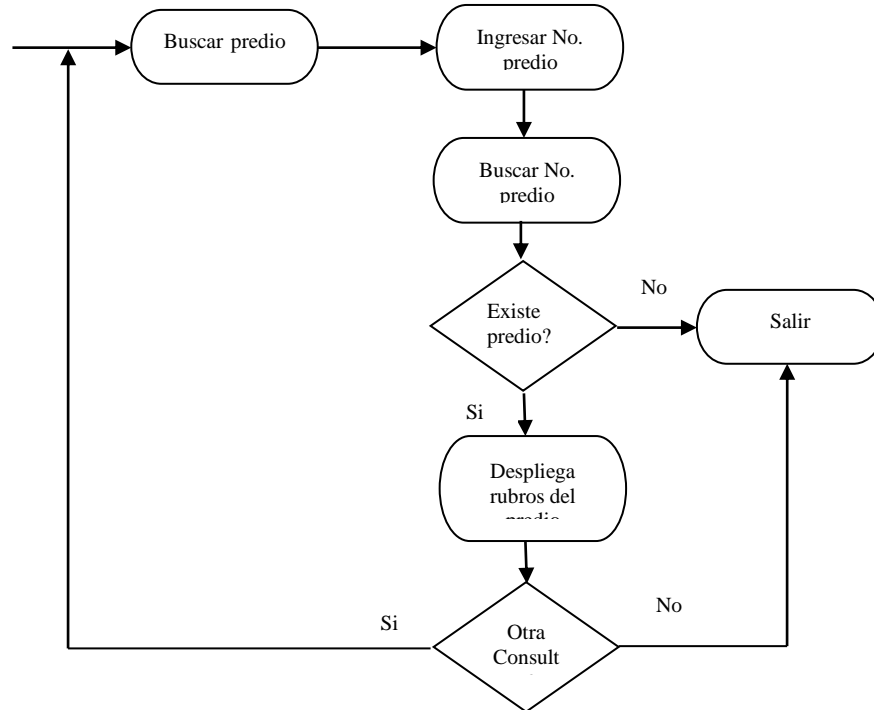 Buscar predio
Ingresar No.
predio
Buscar No.
predio
Existe
predio?
No
Salir
Si
Despliega
rubros del
predio
Si
Otra
Consult
No